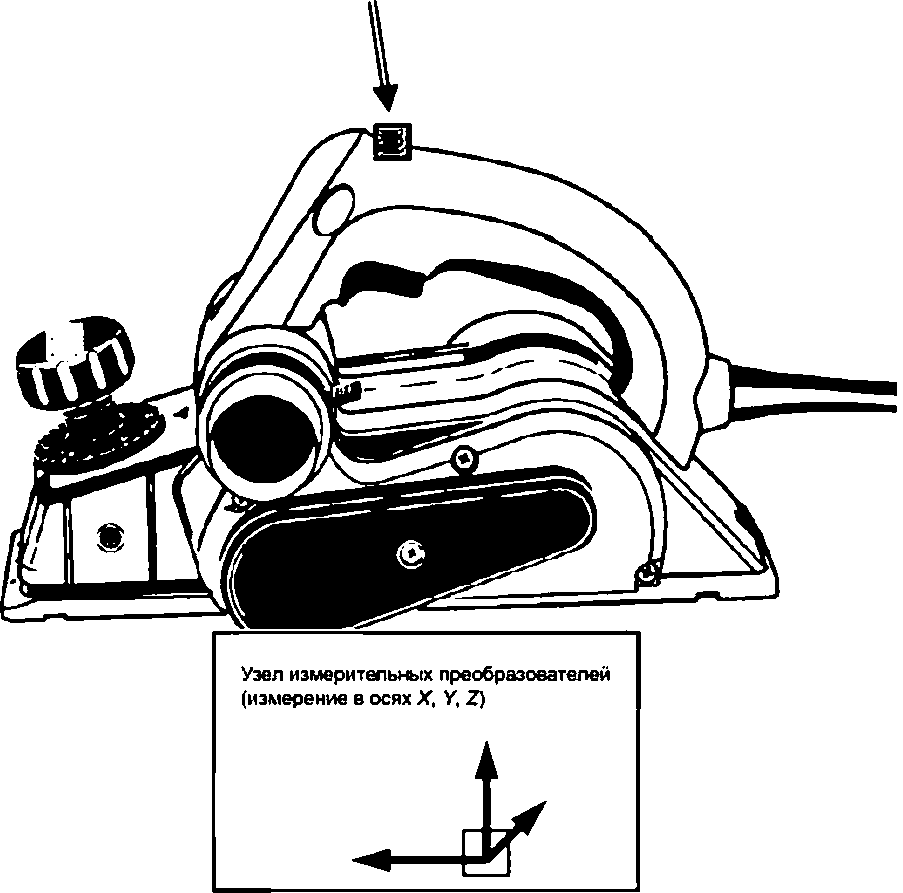 Узел измерительных преобразователей
(измерение в осях X, Y, Z)